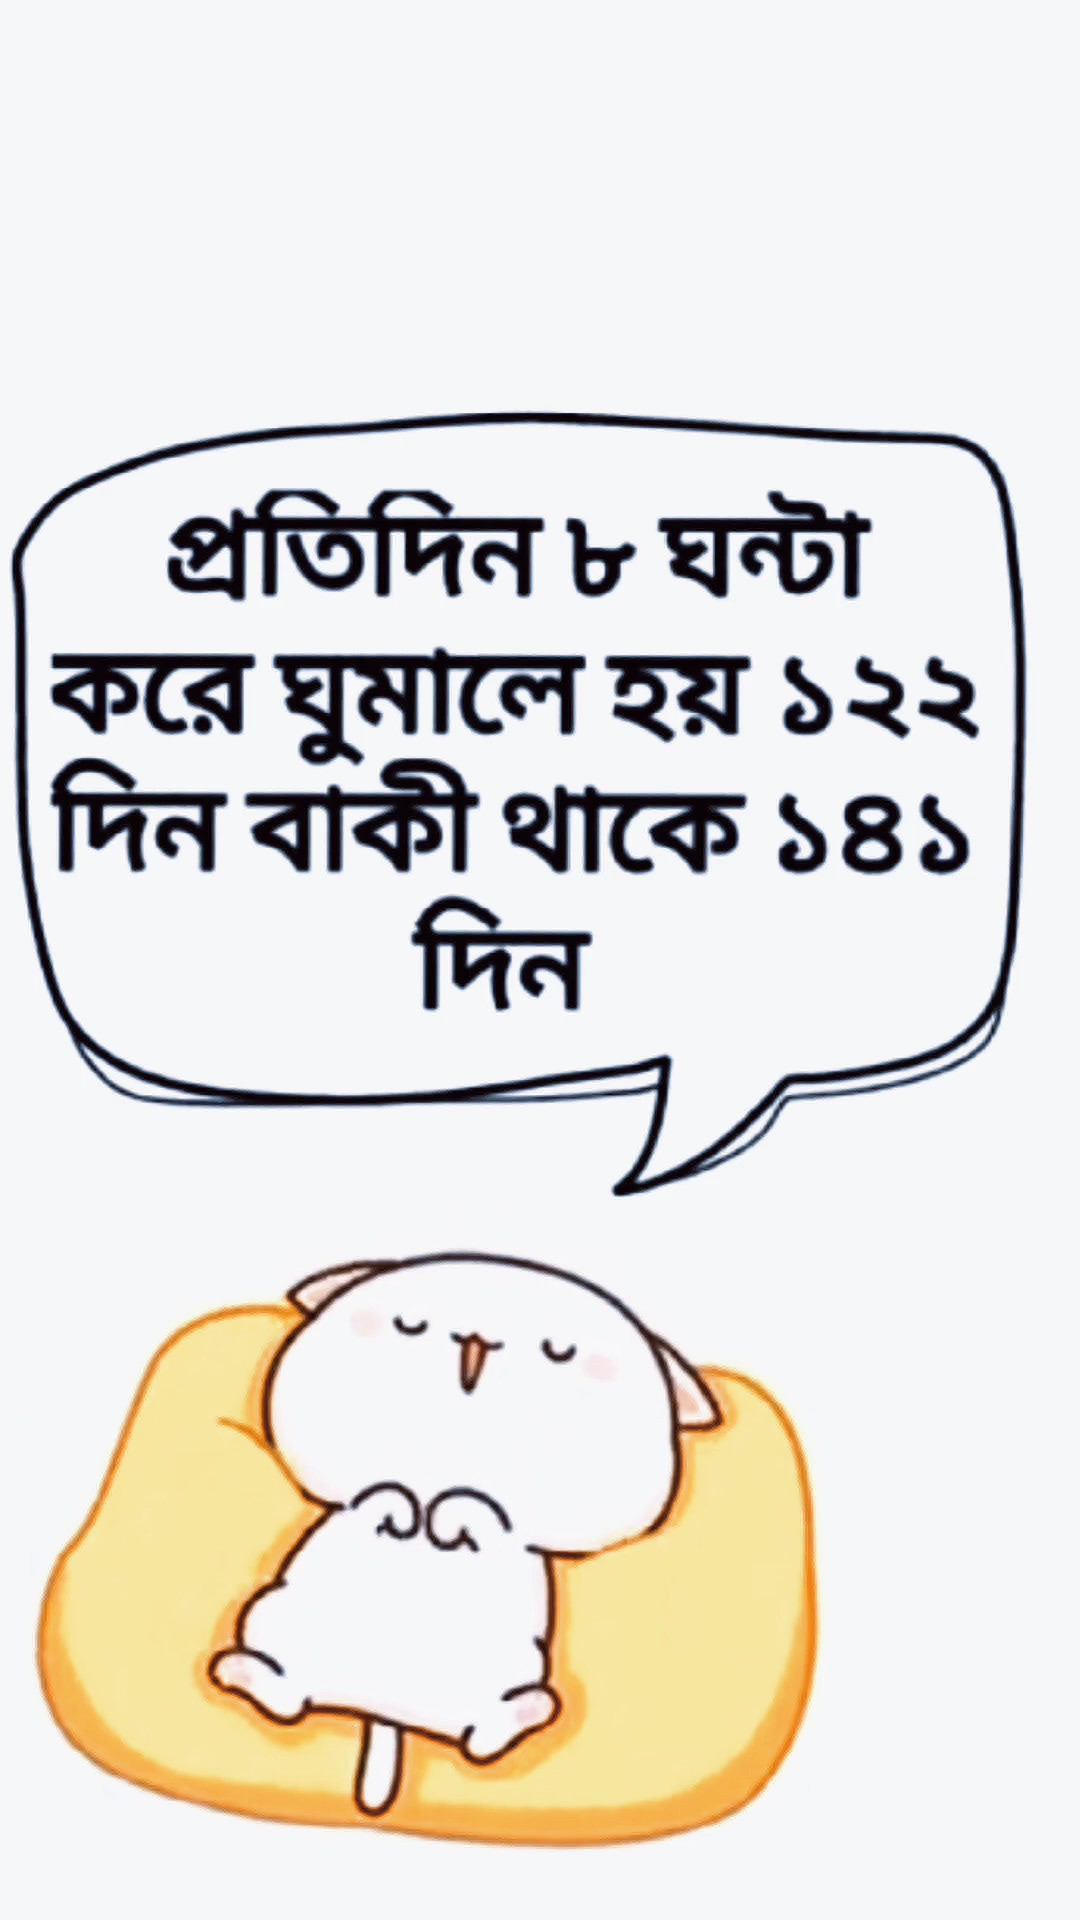 প্রতিদিন ৮ ঘন্টা
করে ঘুমালে হয় ১২২
দিন বাকী থাকে ১৪১
দিন